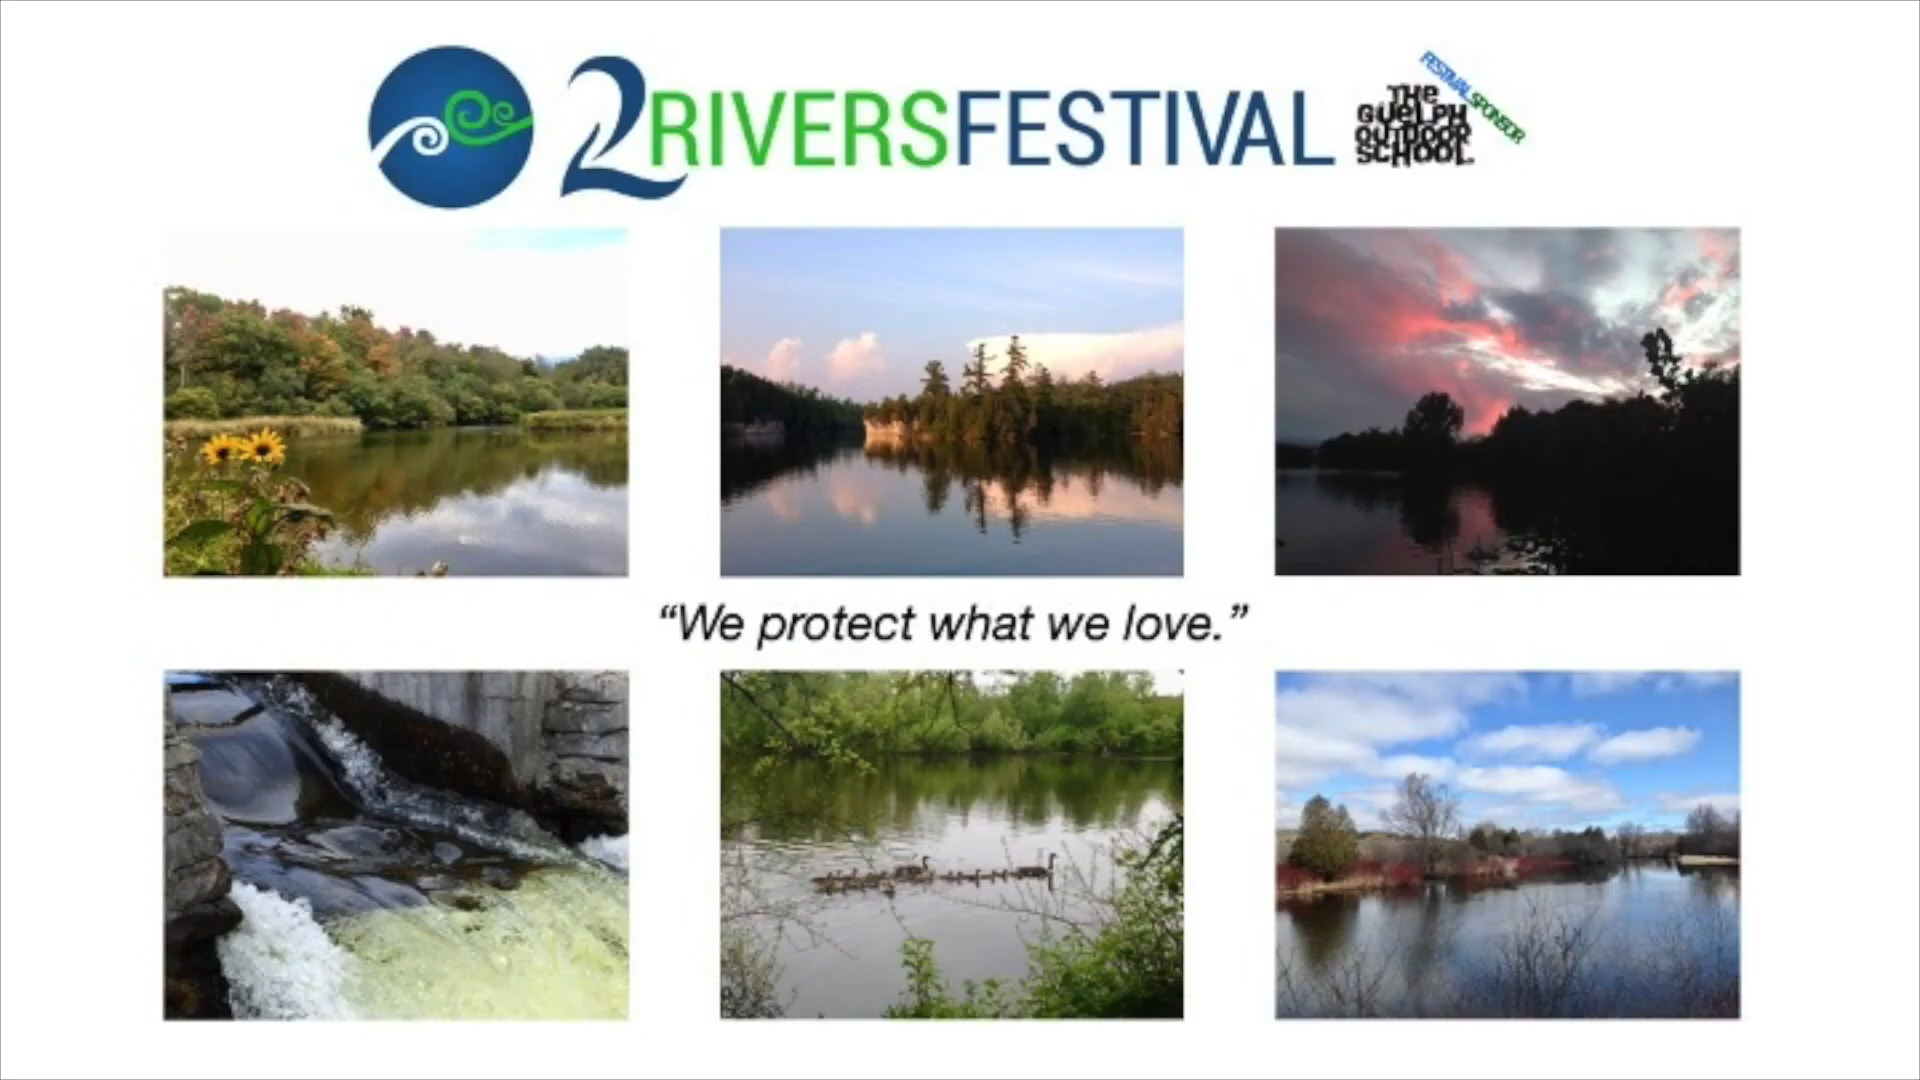 2RIVERSFESTIVAL
FESTIVAL SPONSOR
THE
GUELPH
OUTDOOR
SCHOOL.
“We protect what we love.”